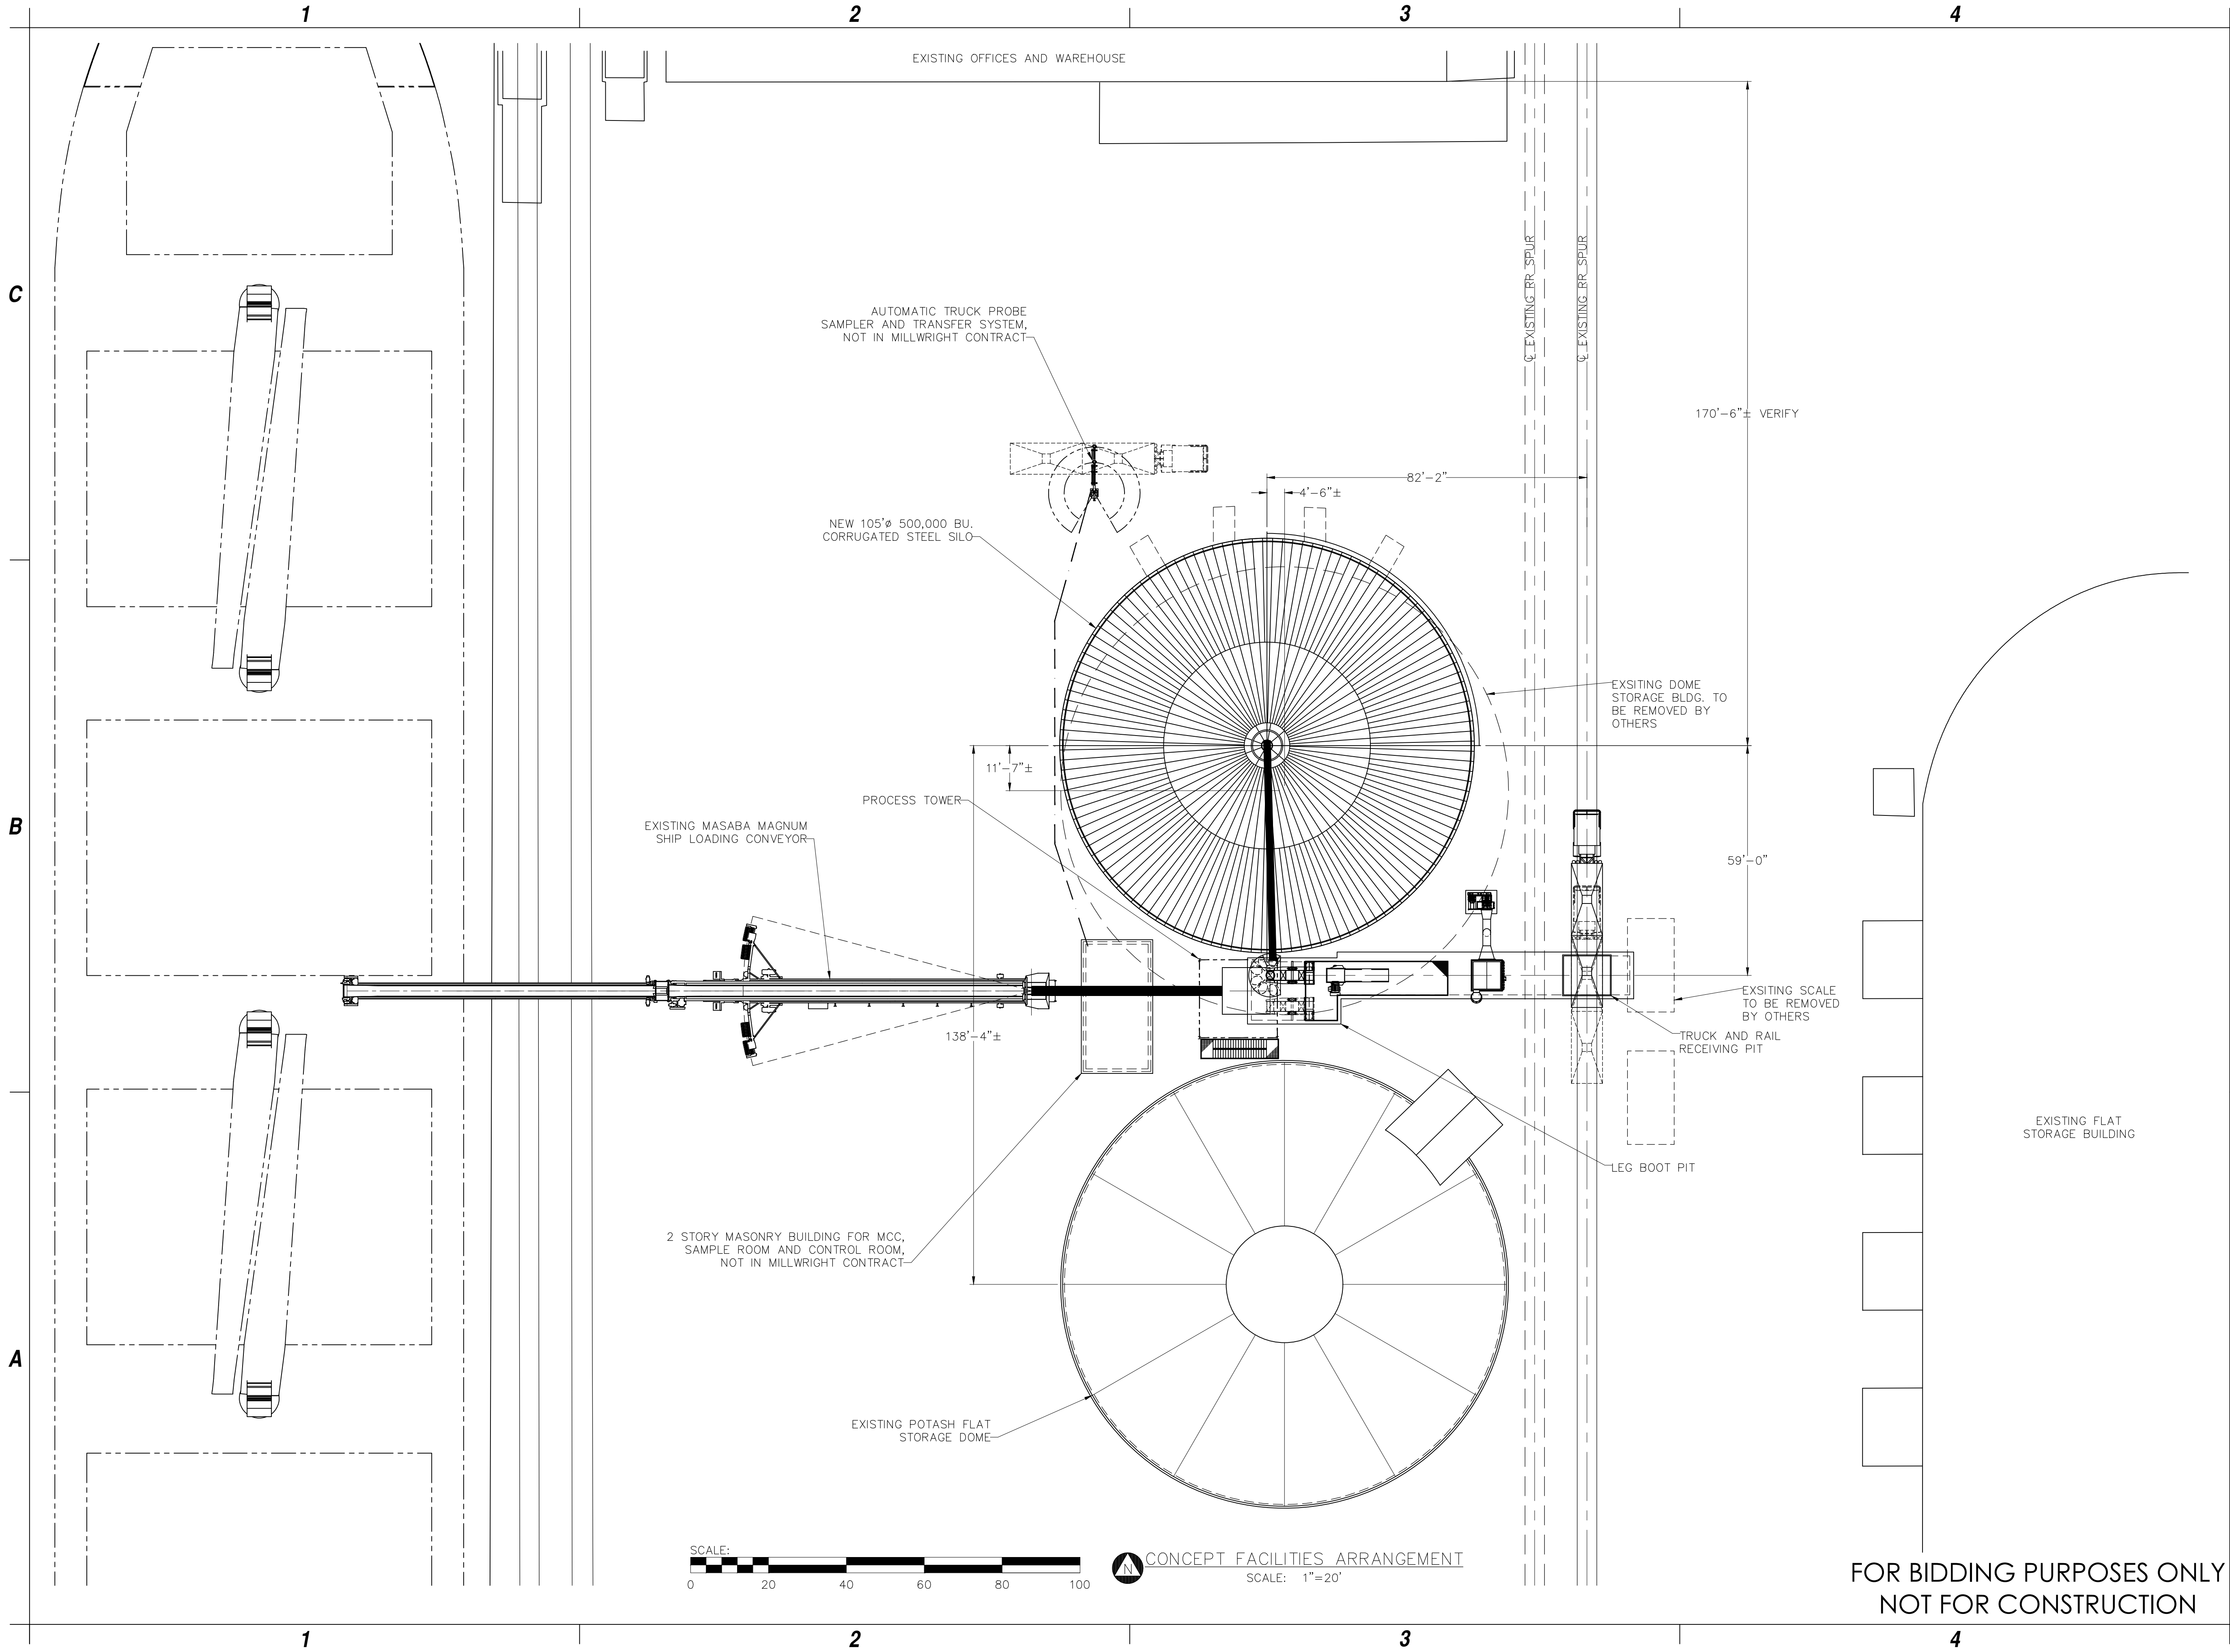 1
2
3
4
EXISTING OFFICES AND WAREHOUSE
C
℄ EXISTING RR SPUR
℄ EXISTING RR SPUR
AUTOMATIC TRUCK PROBE
SAMPLER AND TRANSFER SYSTEM,
NOT IN MILLWRIGHT CONTRACT
170'-6"± VERIFY
82'-2"
4'-6"±
NEW 105'ø 500,000 BU.
CORRUGATED STEEL SILO
EXSITING DOME
STORAGE BLDG. TO
BE REMOVED BY
OTHERS
11'-7"±
PROCESS TOWER
B
EXISTING MASABA MAGNUM
SHIP LOADING CONVEYOR
59'-0"
EXSITING SCALE
TO BE REMOVED
BY OTHERS
138'-4"±
TRUCK AND RAIL
RECEIVING PIT
EXISTING FLAT
STORAGE BUILDING
LEG BOOT PIT
2 STORY MASONRY BUILDING FOR MCC,
SAMPLE ROOM AND CONTROL ROOM,
NOT IN MILLWRIGHT CONTRACT
A
EXISTING POTASH FLAT
STORAGE DOME
SCALE:
0 20 40 60 80 100
N
CONCEPT FACILITIES ARRANGEMENT
SCALE: 1"=20'
FOR BIDDING PURPOSES ONLY
NOT FOR CONSTRUCTION
1
2
3
4